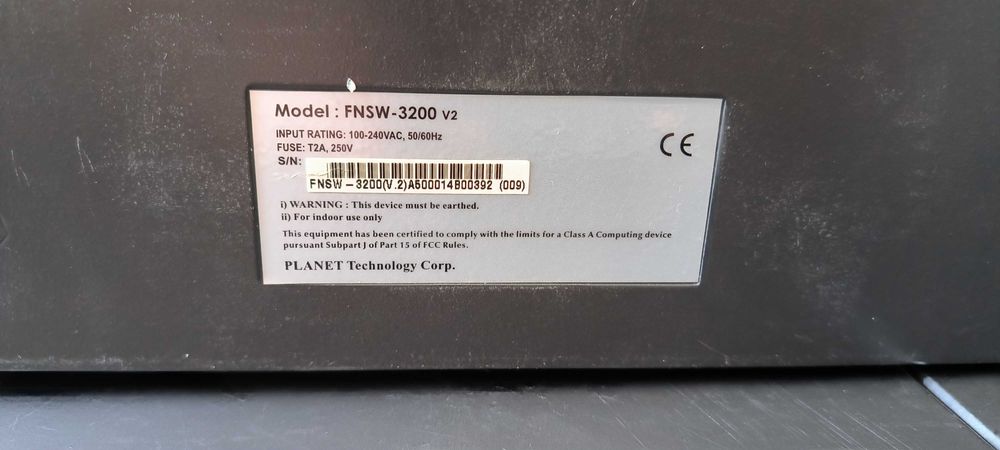 Model : FNSW-3200 V2
INPUT RATING: 100-240VAC, 50/60Hz
FUSE: T2A, 250V
S/N:
FNSW-3200(V.2)A600014B00392 (009)
CE
i) WARNING : This device must be earthed.
ii) For indoor use only
This equipment has been certified to comply with the limits for a Class A Computing device
pursuant Subpart J of Part 15 of FCC Rules.
PLANET Technology Corp.